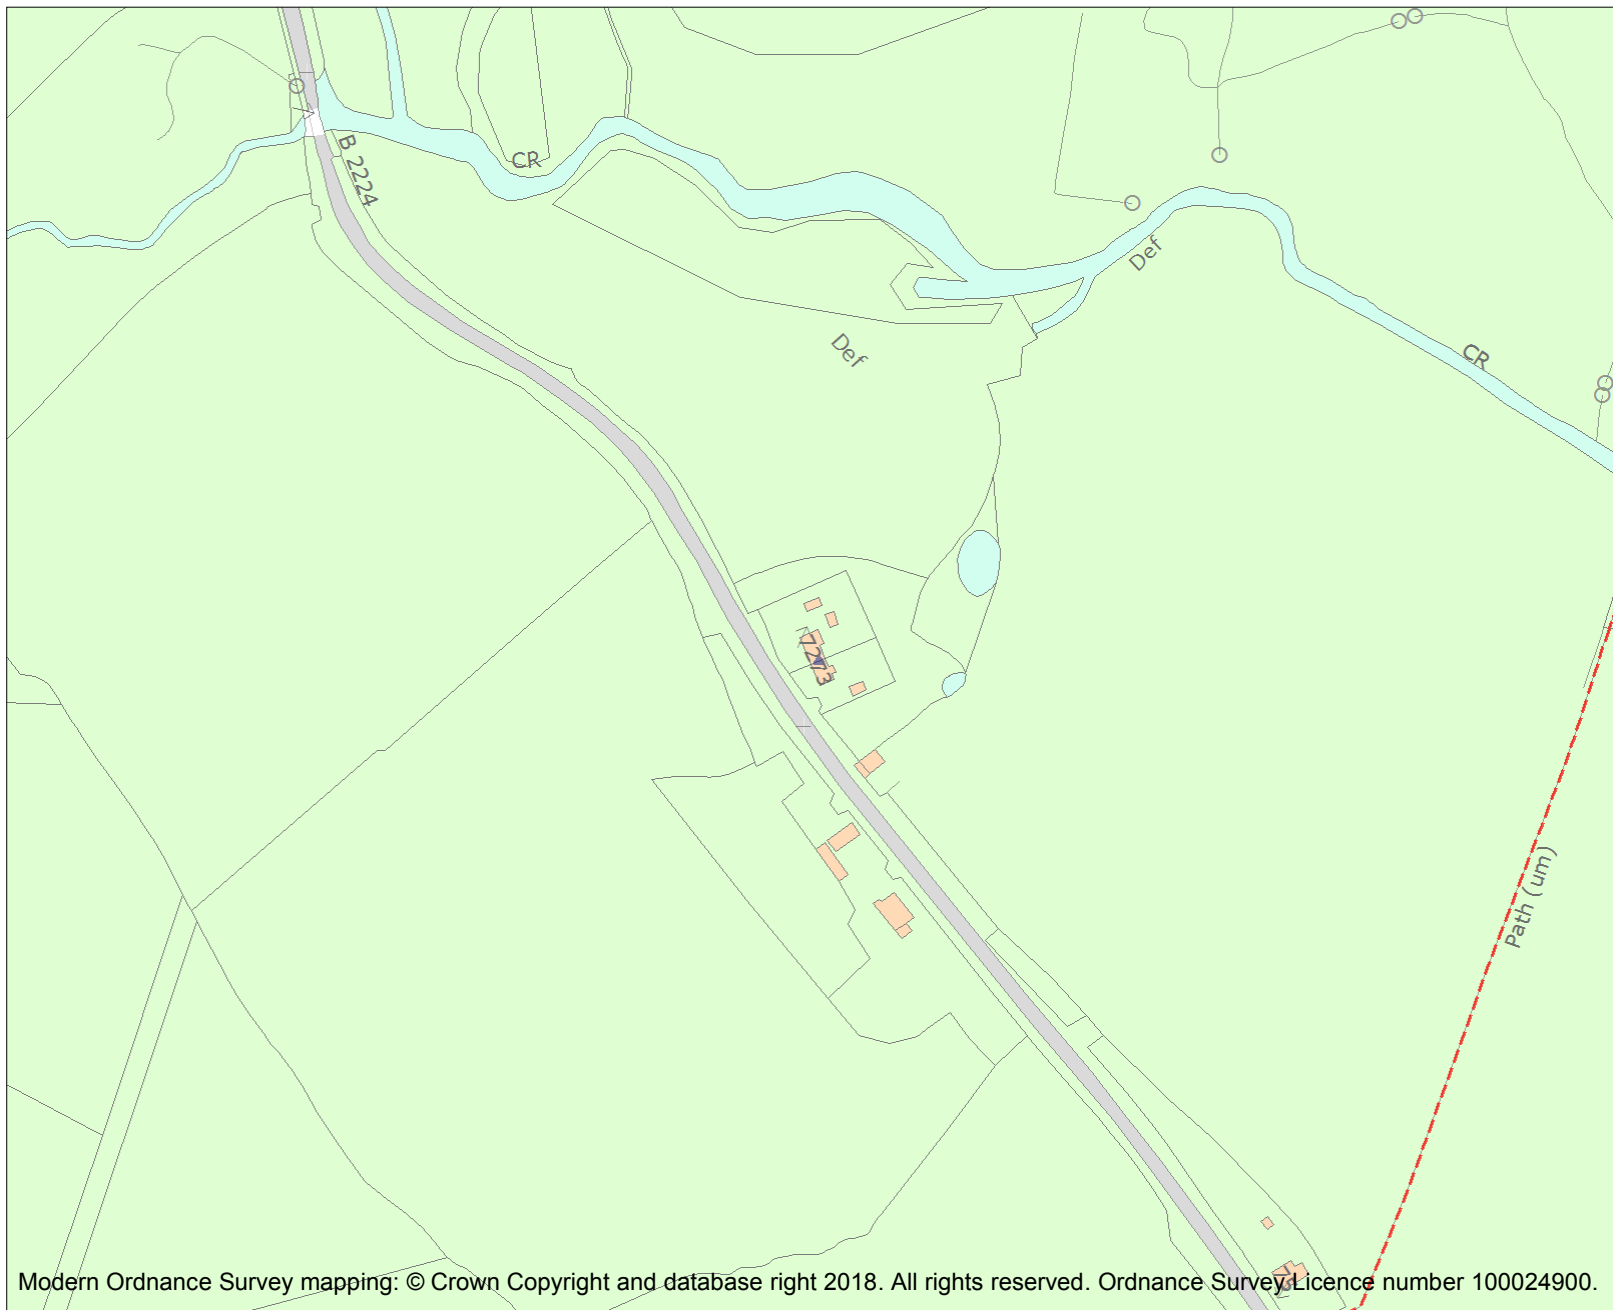 B 2224
CR
Def
Def
CR
Path (um)
Modern Ordnance Survey mapping: © Crown Copyright and database right 2018. All rights reserved. Ordnance Survey Licence number 100024900.